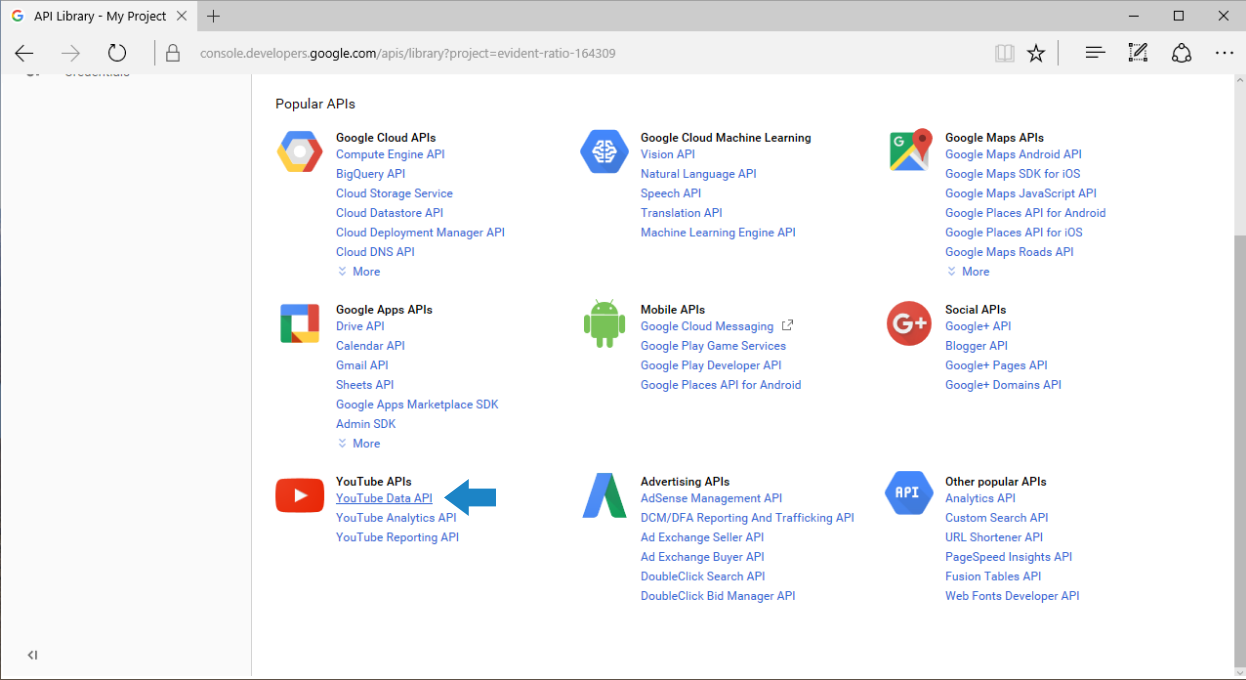 API Library - My Project
console.developers.google.com/apis/library?project=evident-ratio-164309
Credentials
Popular APIs
Google Cloud APIs
Compute Engine API
BigQuery API
Cloud Storage Service
Cloud Datastore API
Cloud Deployment Manager API
Cloud DNS API
More
Google Cloud Machine Learning
Vision API
Natural Language API
Speech API
Translation API
Machine Learning Engine API
Google Maps APIs
Google Maps Android API
Google Maps SDK for iOS
Google Maps JavaScript API
Google Places API for Android
Google Places API for iOS
Google Maps Roads API
More
Google Apps APIs
Drive API
Calendar API
Gmail API
Sheets API
Google Apps Marketplace SDK
Admin SDK
More
Mobile APIs
Google Cloud Messaging
Google Play Game Services
Google Play Developer API
Google Places API for Android
G+
Social APIs
Google+ API
Blogger API
Google+ Pages API
Google+ Domains API
YouTube APIs
YouTube Data API
YouTube Analytics API
YouTube Reporting API
Advertising APIs
AdSense Management API
DCM/DFA Reporting And Trafficking API
Ad Exchange Seller API
Ad Exchange Buyer API
DoubleClick Search API
DoubleClick Bid Manager API
API
Other popular APIs
Analytics API
Custom Search API
URL Shortener API
PageSpeed Insights API
Fusion Tables API
Web Fonts Developer API